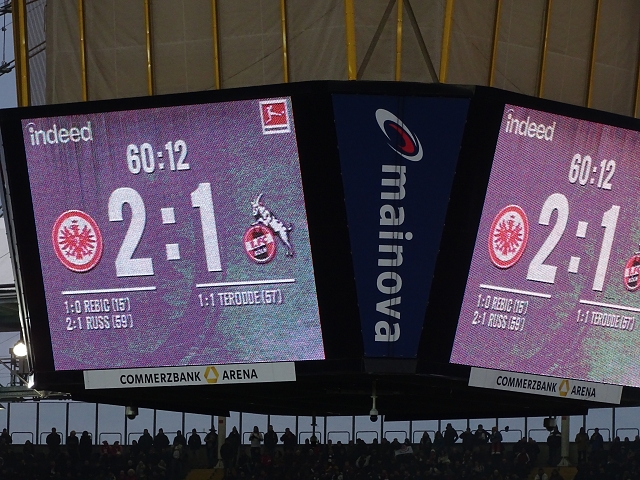 indeed
60:12
2:1
1:0 REBIC (15')
2:1 RUSS (59')
1:1 TERODDE (57')
1.FC
COMMERZBANK ARENA
mainova
indeed
60:12
2:1
1:0 REBIC (15')
2:1 RUSS (59')
1:1 TERODDE (57')
COMMERZBANK ARENA